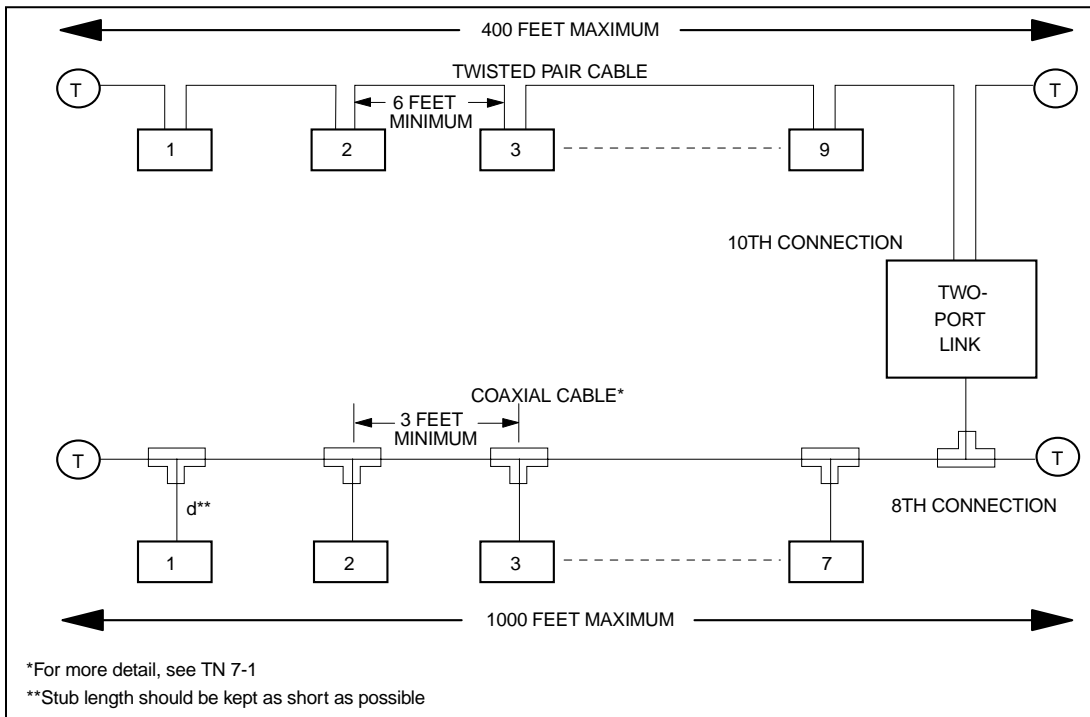 400 FEET MAXIMUM
TWISTED PAIR CABLE
T
T
6 FEET
MINIMUM
1
2
3
9
10TH CONNECTION
TWO-
PORT
LINK
COAXIAL CABLE*
3 FEET
MINIMUM
T
T
d**
8TH CONNECTION
1
2
3
7
1000 FEET MAXIMUM
*For more detail, see TN 7-1
**Stub length should be kept as short as possible